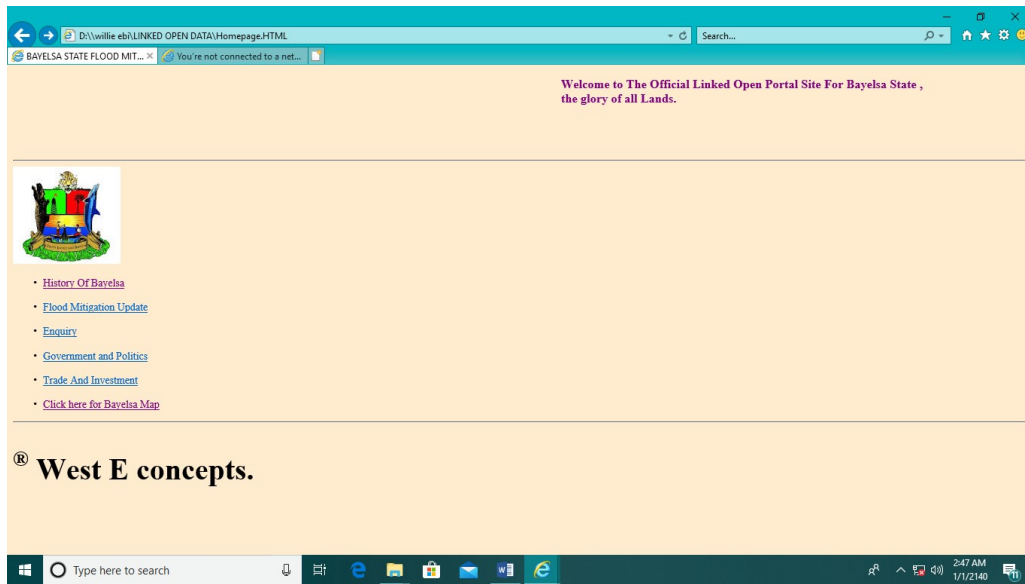 D:\\willie ebi\LINKED OPEN DATA\Homepage.HTML
Search...
BAYELSA STATE FLOOD MIT...
You're not connected to a net...
Welcome to The Official Linked Open Portal Site For Bayelsa State ,
the glory of all Lands.
• History Of Bayelsa
• Flood Mitigation Update
• Enquiry
• Government and Politics
• Trade And Investment
• Click here for Bayelsa Map
® West E concepts.
Type here to search
2:47 AM
1/1/2140